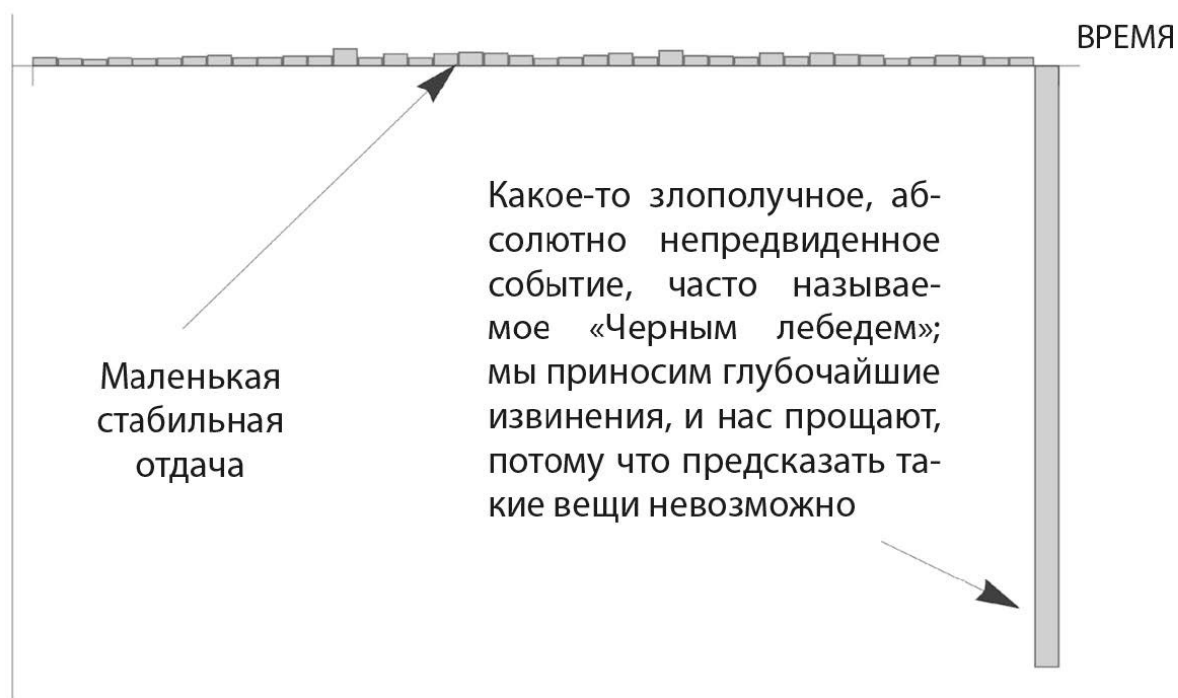 ВРЕМЯ
Какое-то злополучное, аб-
солютно непредвиденное
событие, часто называе-
мое «Черным лебедем»;
мы приносим глубочайшие
извинения, и нас прощают,
потому что предсказать та-
кие вещи невозможно
Маленькая
стабильная
отдача